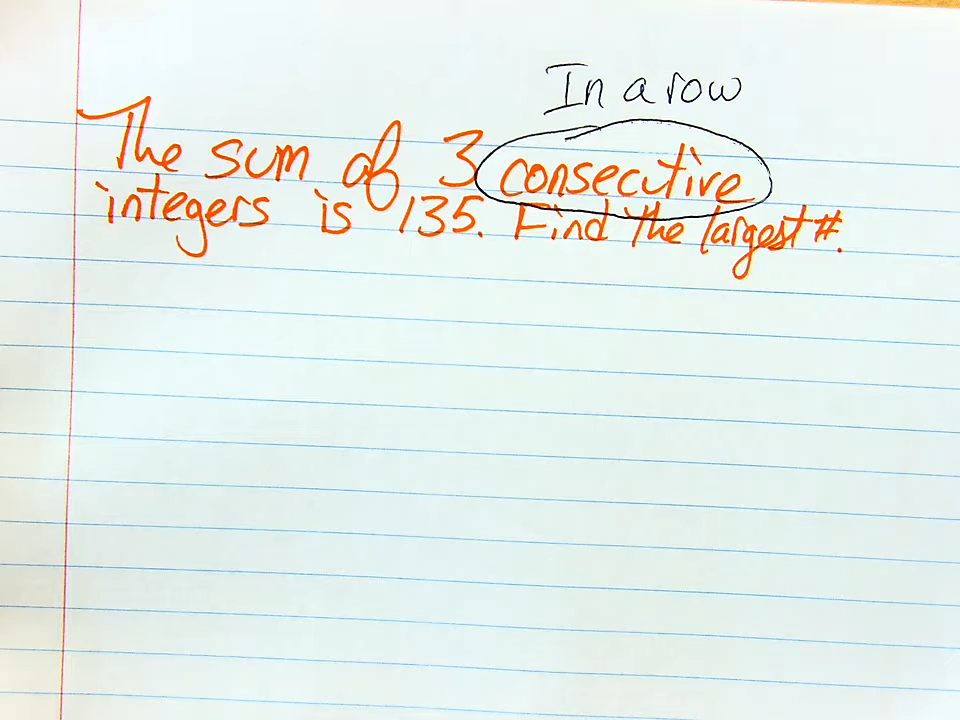 In a row
The sum of 3 consecutive
integers is 135. Find the largest #.